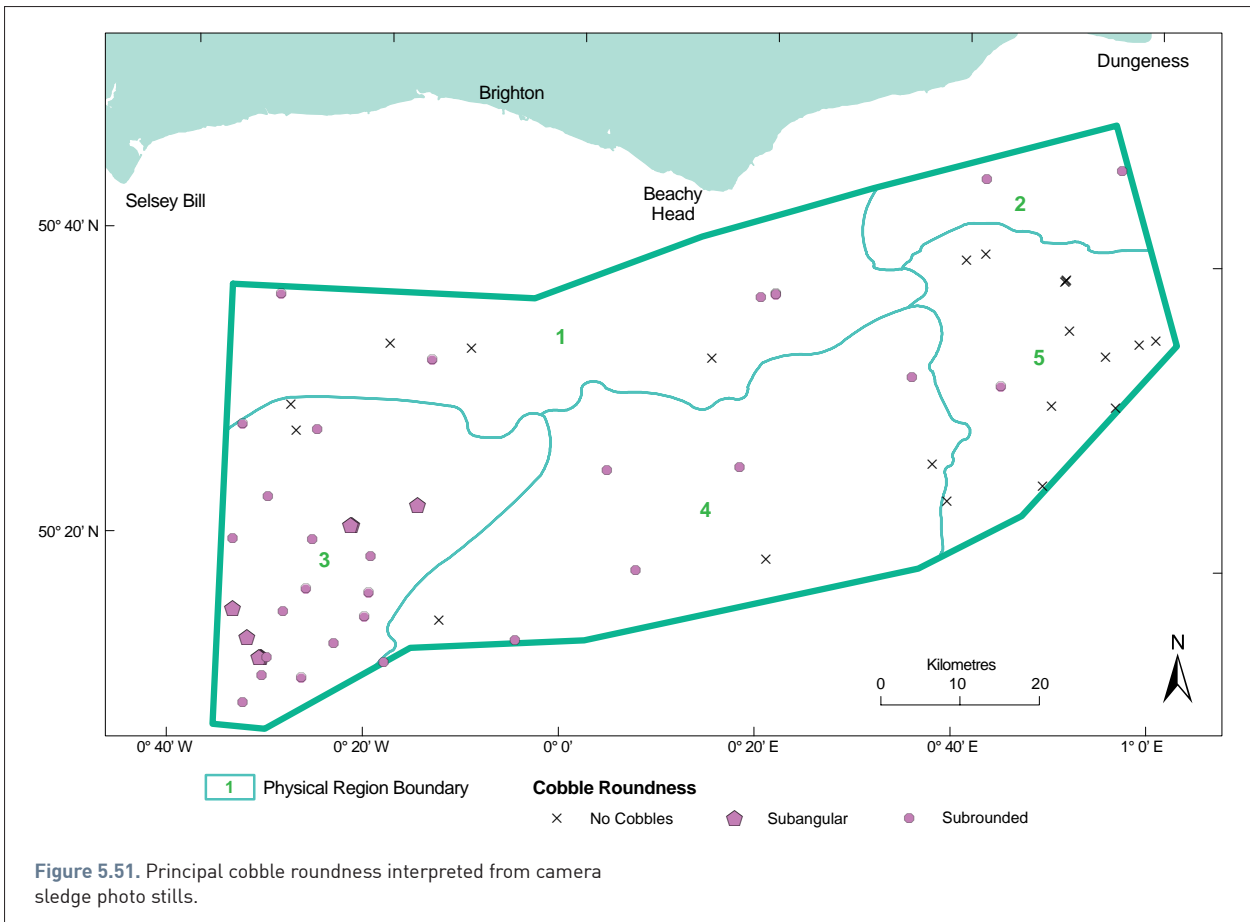 Dungeness
Brighton
Selsey Bill
Beachy
Head
50° 40' N
2
1
5
4
50° 20' N
3
N
Kilometres
0 10 20
0° 40' W 0° 20' W 0° 0' 0° 20' E 0° 40' E 1° 0' E
1 Physical Region Boundary
Cobble Roundness
No Cobbles Subangular Subrounded
Figure 5.51. Principal cobble roundness interpreted from camera
sledge photo stills.